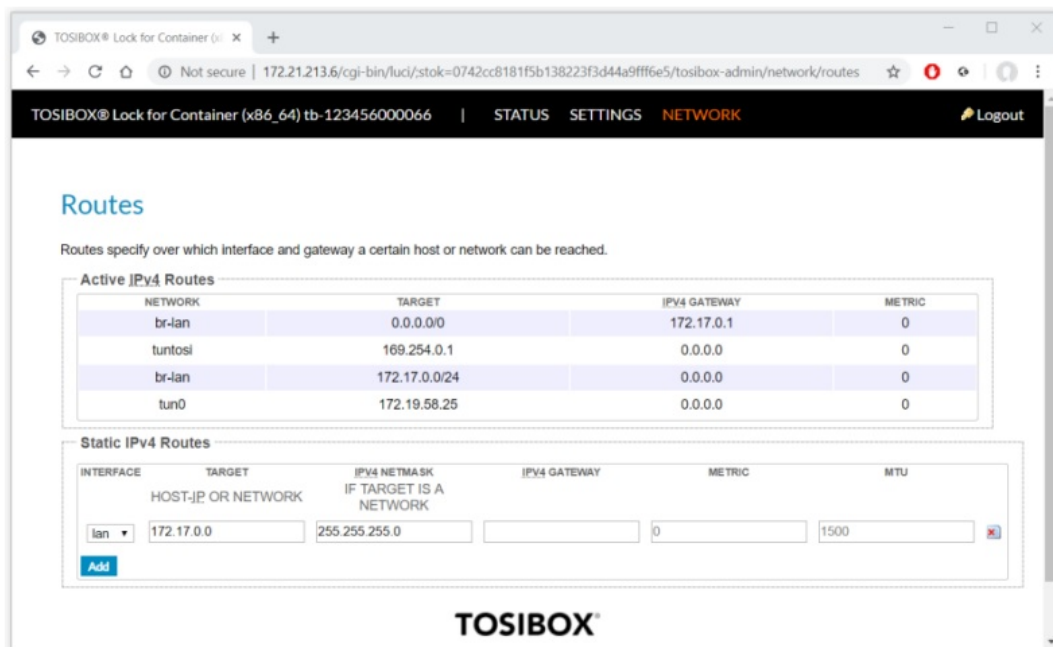 TOSIBOX® Lock for Container (x
Not secure | 172.21.213.6/cgi-bin/luci/;stok=0742cc8181f5b138223f3d44a9fff6e5/tosibox-admin/network/routes
TOSIBOX® Lock for Container (x86_64) tb-123456000066 | STATUS SETTINGS NETWORK Logout
Routes
Routes specify over which interface and gateway a certain host or network can be reached.
Active IPv4 Routes
NETWORK TARGET IPV4 GATEWAY METRIC
br-lan 0.0.0.0/0 172.17.0.1 0
tuntosi 169.254.0.1 0.0.0.0 0
br-lan 172.17.0.0/24 0.0.0.0 0
tun0 172.19.58.25 0.0.0.0 0
Static IPv4 Routes
INTERFACE TARGET IPV4 NETMASK IPV4 GATEWAY METRIC MTU
HOST-IP OR NETWORK IF TARGET IS A
NETWORK
lan 172.17.0.0 255.255.255.0 0 1500
Add
TOSIBOX®